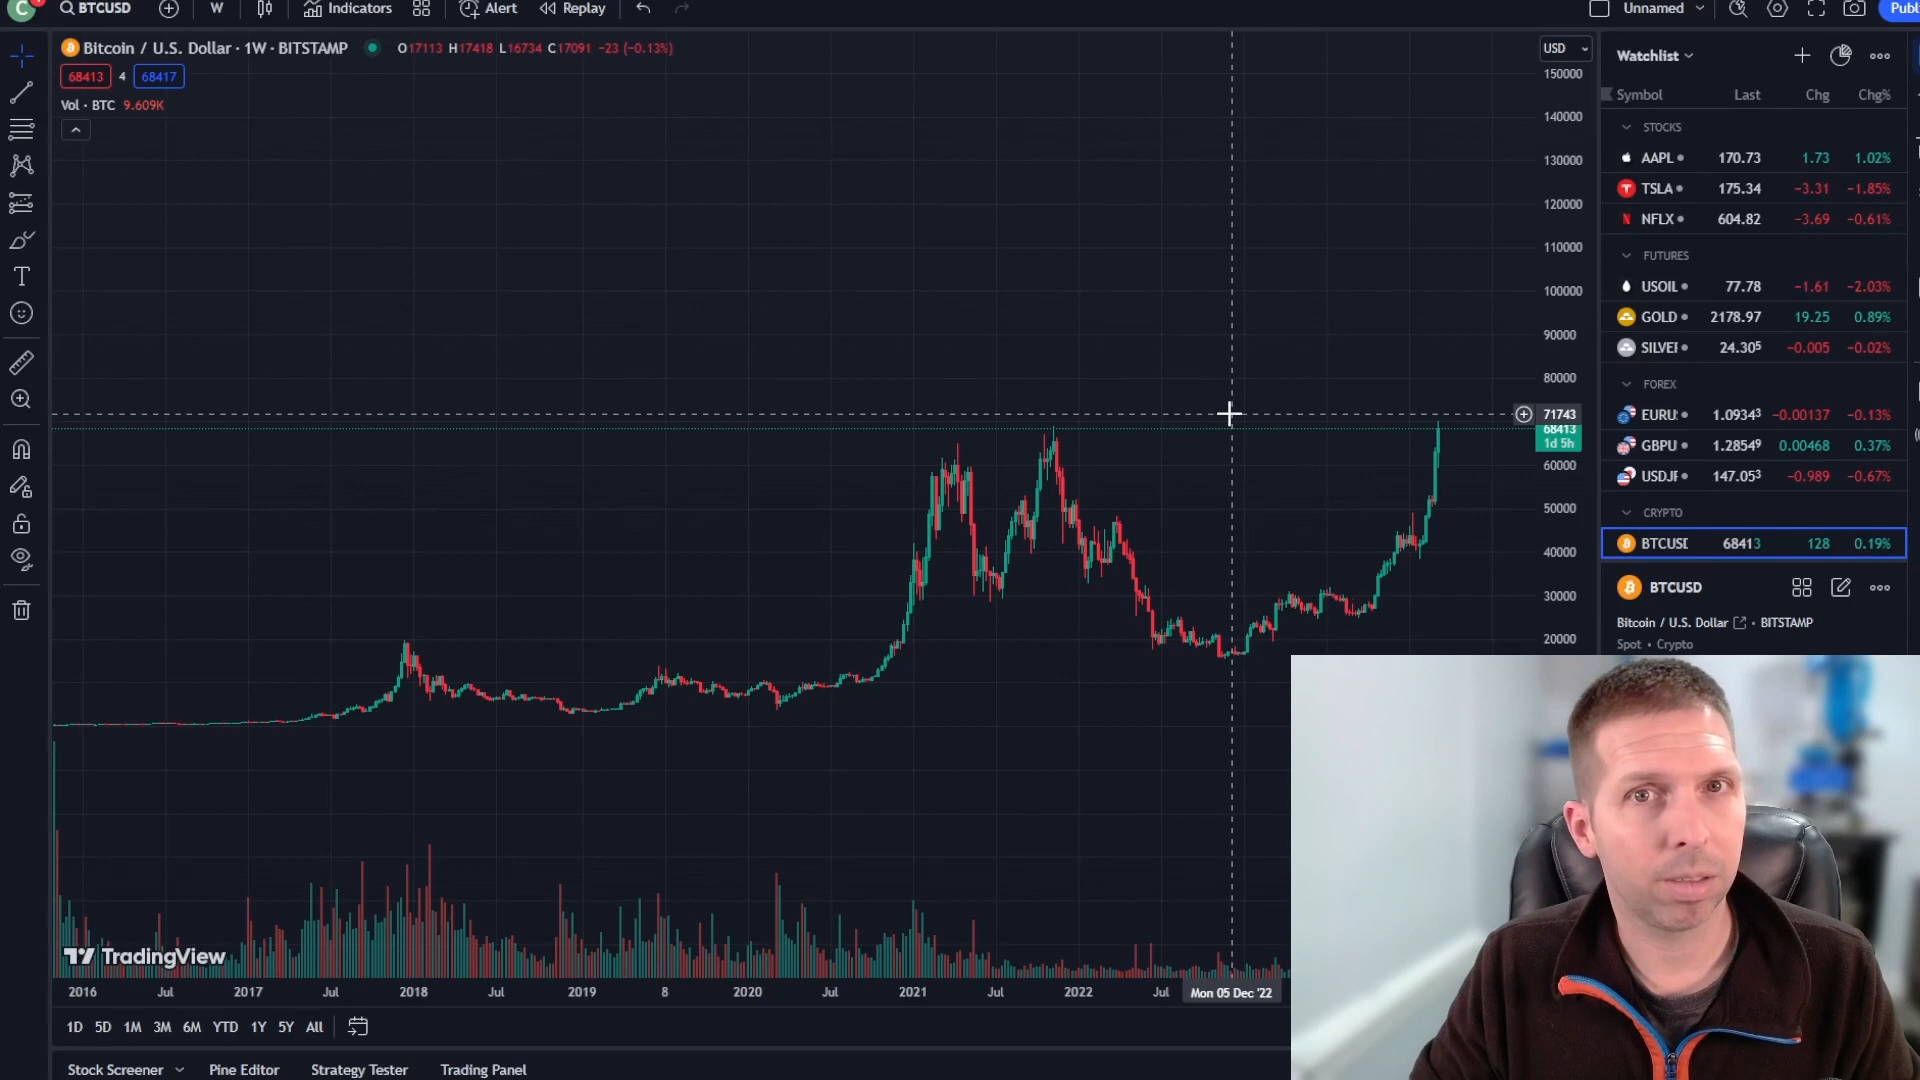 C BTCUSD W Indicators Alert Replay Unnamed Publ
Bitcoin / U.S. Dollar · 1W · BITSTAMP O17113 H17418 L16734 C17091 −23 (−0.13%)
68413 4 68417
Vol · BTC 9.609K
USD
150000
140000
130000
120000
110000
100000
90000
80000
71743
68413
1d 5h
60000
50000
40000
30000
20000
TradingView
2016 Jul 2017 Jul 2018 Jul 2019 8 2020 Jul 2021 Jul 2022 Jul Mon 05 Dec '22
1D 5D 1M 3M 6M YTD 1Y 5Y All
Stock Screener Pine Editor Strategy Tester Trading Panel
Watchlist
Symbol Last Chg Chg%
STOCKS
AAPL 170.73 1.73 1.02%
TSLA 175.34 −3.31 −1.85%
NFLX 604.82 −3.69 −0.61%
FUTURES
USOIL 77.78 −1.61 −2.03%
GOLD 2178.97 19.25 0.89%
SILVER 24.305 −0.005 −0.02%
FOREX
EURU 1.09343 −0.00137 −0.13%
GBPU 1.28549 0.00468 0.37%
USDJP 147.053 −0.989 −0.67%
CRYPTO
BTCUSD 68413 128 0.19%
BTCUSD
Bitcoin / U.S. Dollar · BITSTAMP
Spot · Crypto